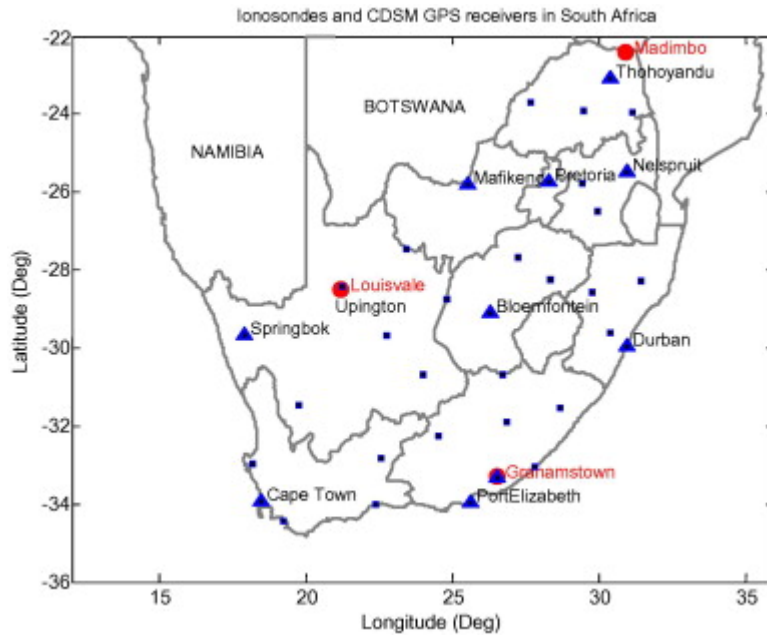 Ionosondes and CDSM GPS receivers in South Africa
-22
Madimbo
Thohoyandu
-24
BOTSWANA
NAMIBIA
Mafikeng
Pretoria
Nelspruit
-26
-28
Louisvale
Upington
Bloemfontein
Springbok
-30
Durban
-32
Grahamstown
Cape Town
PortElizabeth
-34
-36
15
20
25
30
35
Latitude (Deg)
Longitude (Deg)